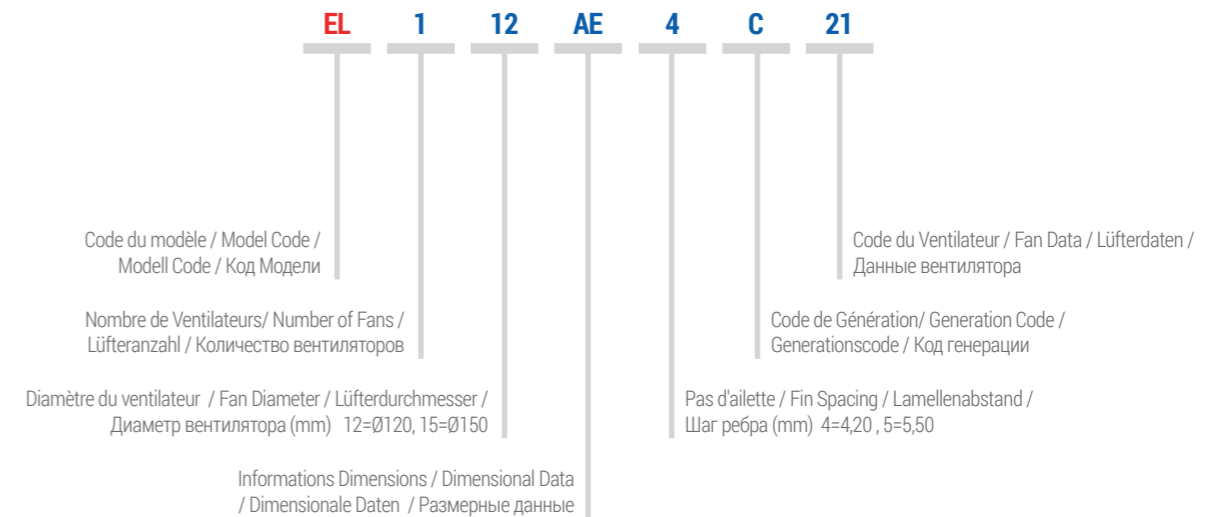 EL 1 12 AE 4 C 21
Code du modèle / Model Code /
Modell Code / Код Модели
Code du Ventilateur / Fan Data / Lüfterdaten /
Данные вентилятора
Nombre de Ventilateurs/ Number of Fans /
Lüfteranzahl / Количество вентиляторов
Code de Génération/ Generation Code /
Generationscode / Код генерации
Diamètre du ventilateur / Fan Diameter / Lüfterdurchmesser /
Диаметр вентилятора (mm) 12=Ø120, 15=Ø150
Pas d'ailette / Fin Spacing / Lamellenabstand /
Шаг ребра (mm) 4=4,20 , 5=5,50
Informations Dimensions / Dimensional Data
/ Dimensionale Daten / Размерные данные